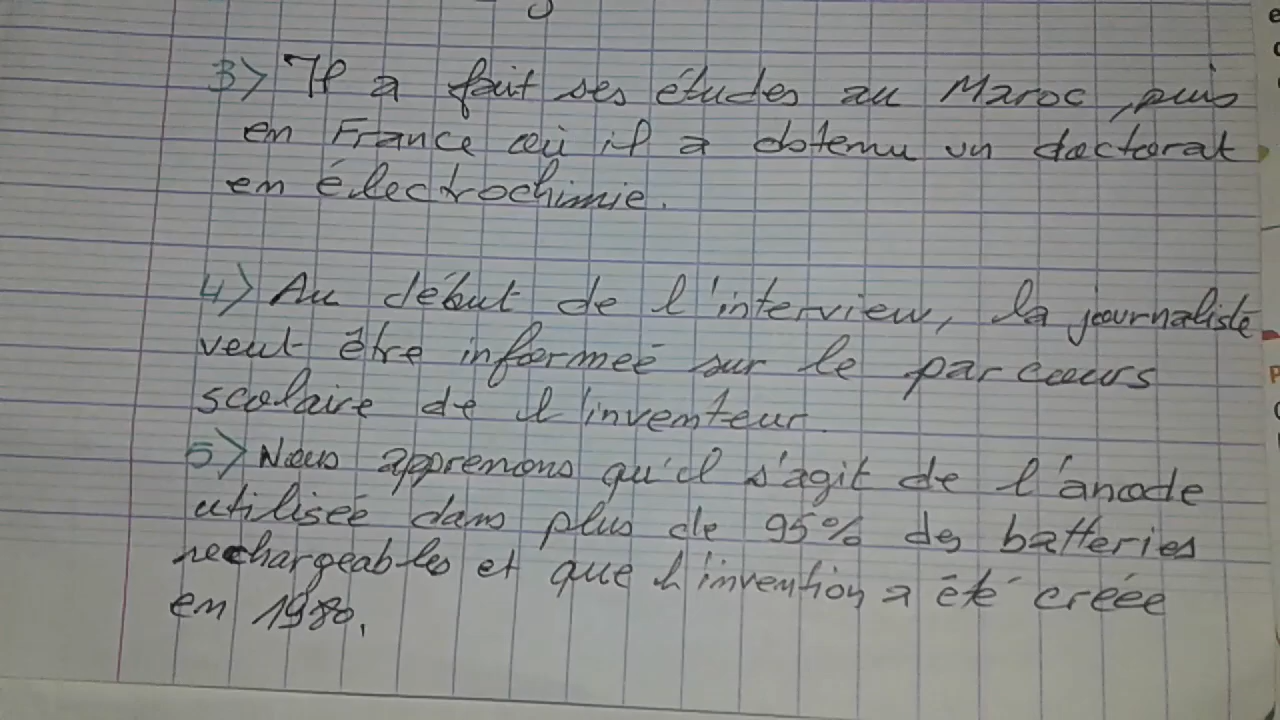 3) Il a fait ses études au Maroc, puis
en France où il a obtenu un doctorat
en électrochimie.
4) Au début de l'interview, la journaliste
veut être informée sur le parcours
scolaire de l'inventeur.
5) Nous apprenons qu'il s'agit de l'anode
utilisée dans plus de 95% des batteries
rechargeables et que l'invention a été créée
en 1980.